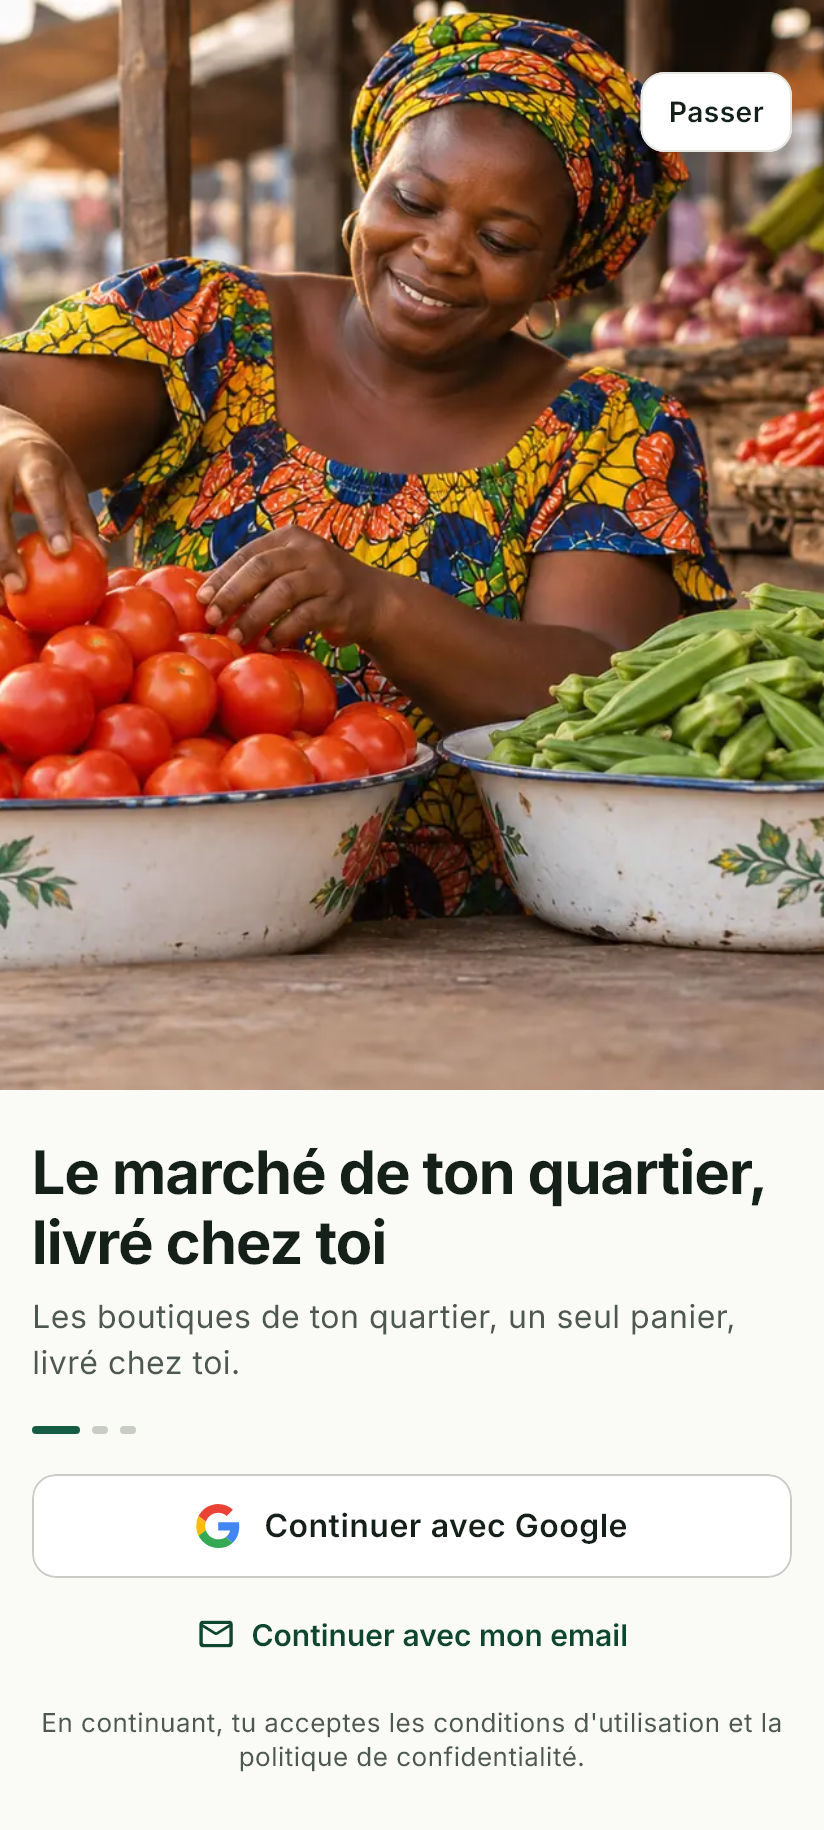 Passer
Le marché de ton quartier,
livré chez toi
Les boutiques de ton quartier, un seul panier,
livré chez toi.
Continuer avec Google
Continuer avec mon email
En continuant, tu acceptes les conditions d'utilisation et la
politique de confidentialité.